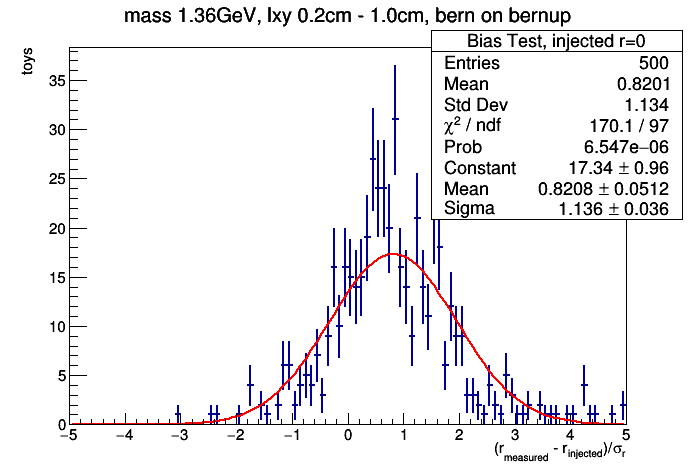 mass 1.36GeV, lxy 0.2cm - 1.0cm, bern on bernup
Bias Test, injected r=0
Entries 500
Mean 0.8201
Std Dev 1.134
χ² / ndf 170.1 / 97
Prob 6.547e−06
Constant 17.34 ± 0.96
Mean 0.8208 ± 0.0512
Sigma 1.136 ± 0.036
toys
35
30
25
20
15
10
5
0
−5 −4 −3 −2 −1 0 1 2 3 4 5
(r_measured - r_injected)/σ_r